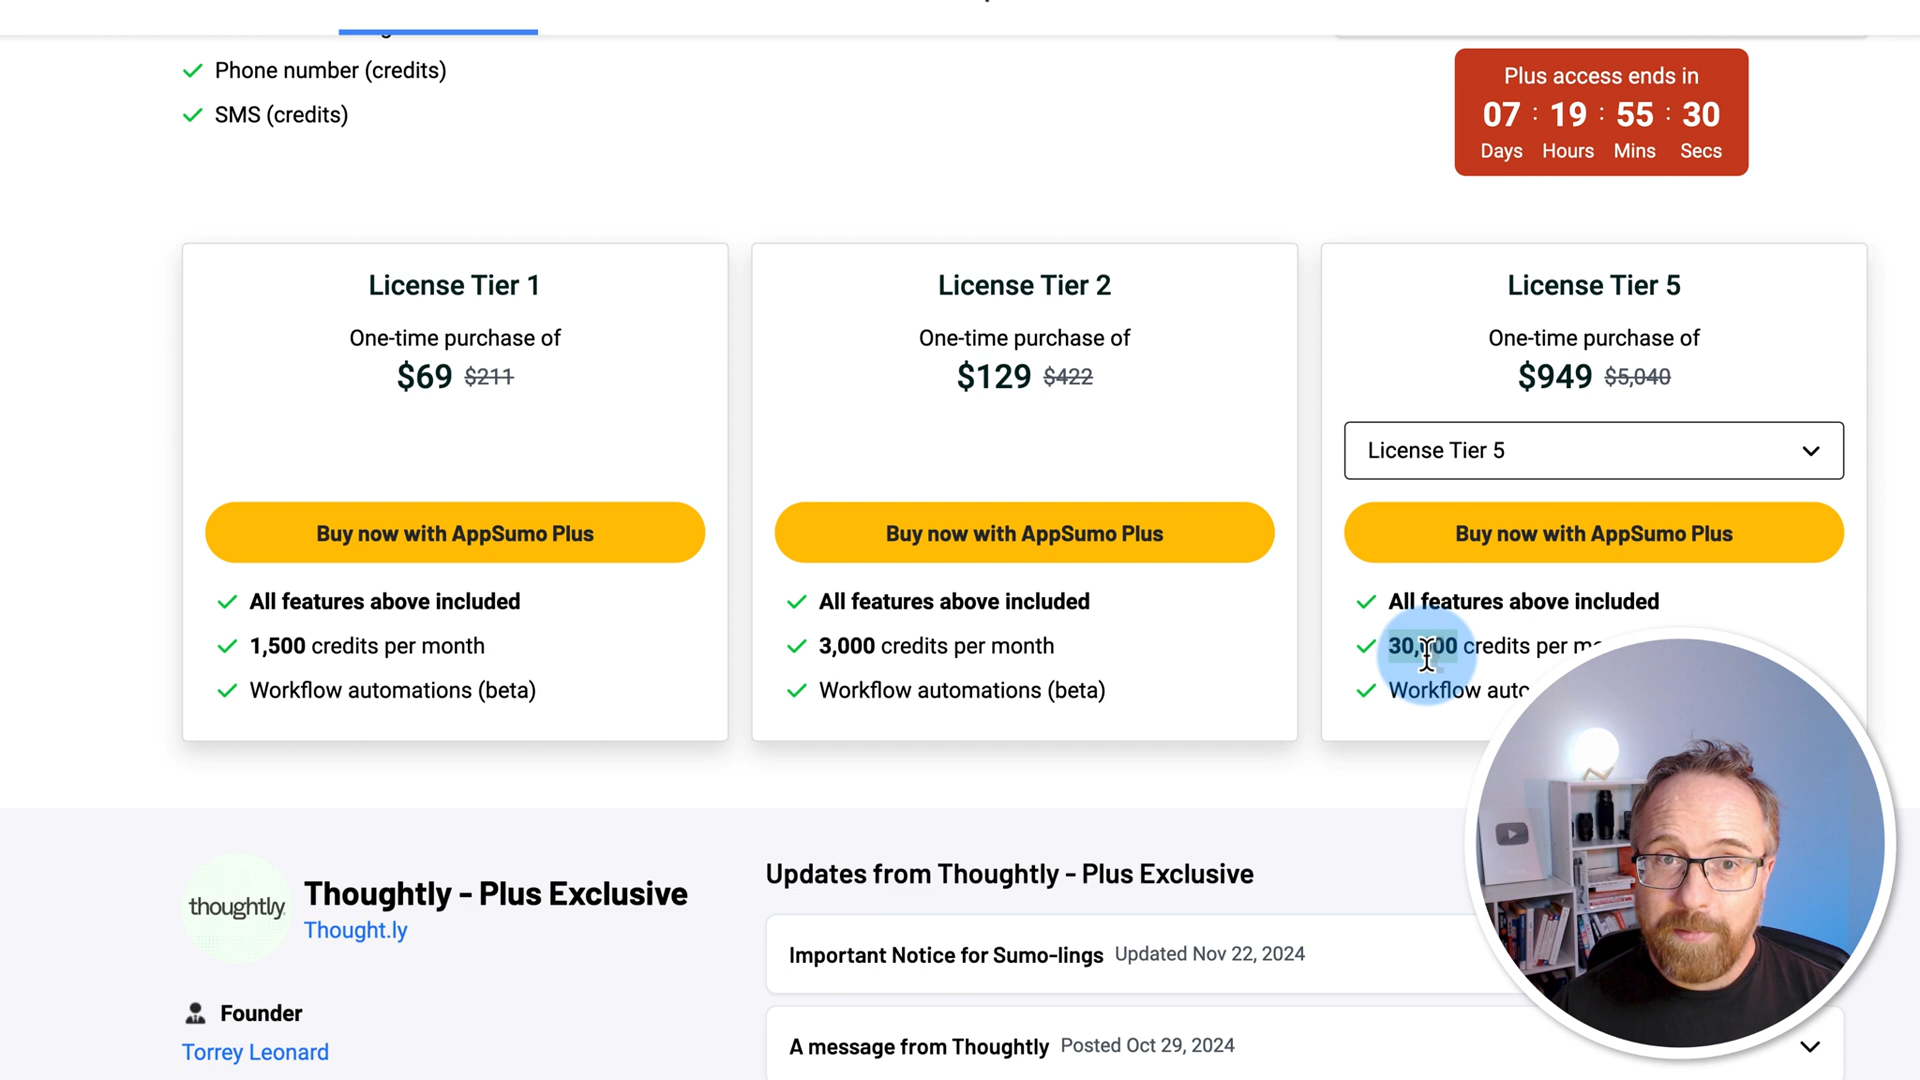 Phone number (credits)
SMS (credits)
Plus access ends in
07 : 19 : 55 : 30
Days Hours Mins Secs
License Tier 1
One-time purchase of
$69 $211
Buy now with AppSumo Plus
All features above included
1,500 credits per month
Workflow automations (beta)
License Tier 2
One-time purchase of
$129 $422
Buy now with AppSumo Plus
All features above included
3,000 credits per month
Workflow automations (beta)
License Tier 5
One-time purchase of
$949 $5,040
License Tier 5
Buy now with AppSumo Plus
All features above included
credits per
Workflow
thoughtly
Thoughtly - Plus Exclusive
Thought.ly
Founder
Torrey Leonard
Updates from Thoughtly - Plus Exclusive
Important Notice for Sumo-lings Updated Nov 22, 2024
A message from Thoughtly Posted Oct 29, 2024